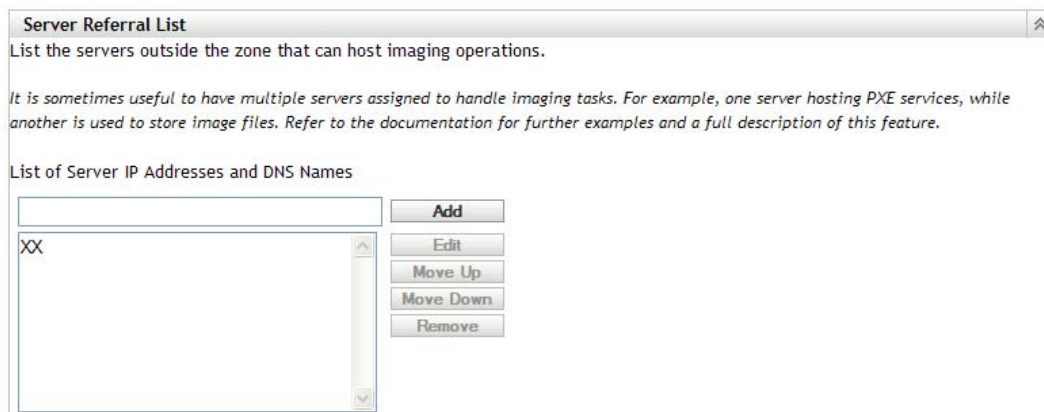 Server Referral List
List the servers outside the zone that can host imaging operations.
It is sometimes useful to have multiple servers assigned to handle imaging tasks. For example, one server hosting PXE services, while
another is used to store image files. Refer to the documentation for further examples and a full description of this feature.
List of Server IP Addresses and DNS Names
Add
XX
Edit
Move Up
Move Down
Remove